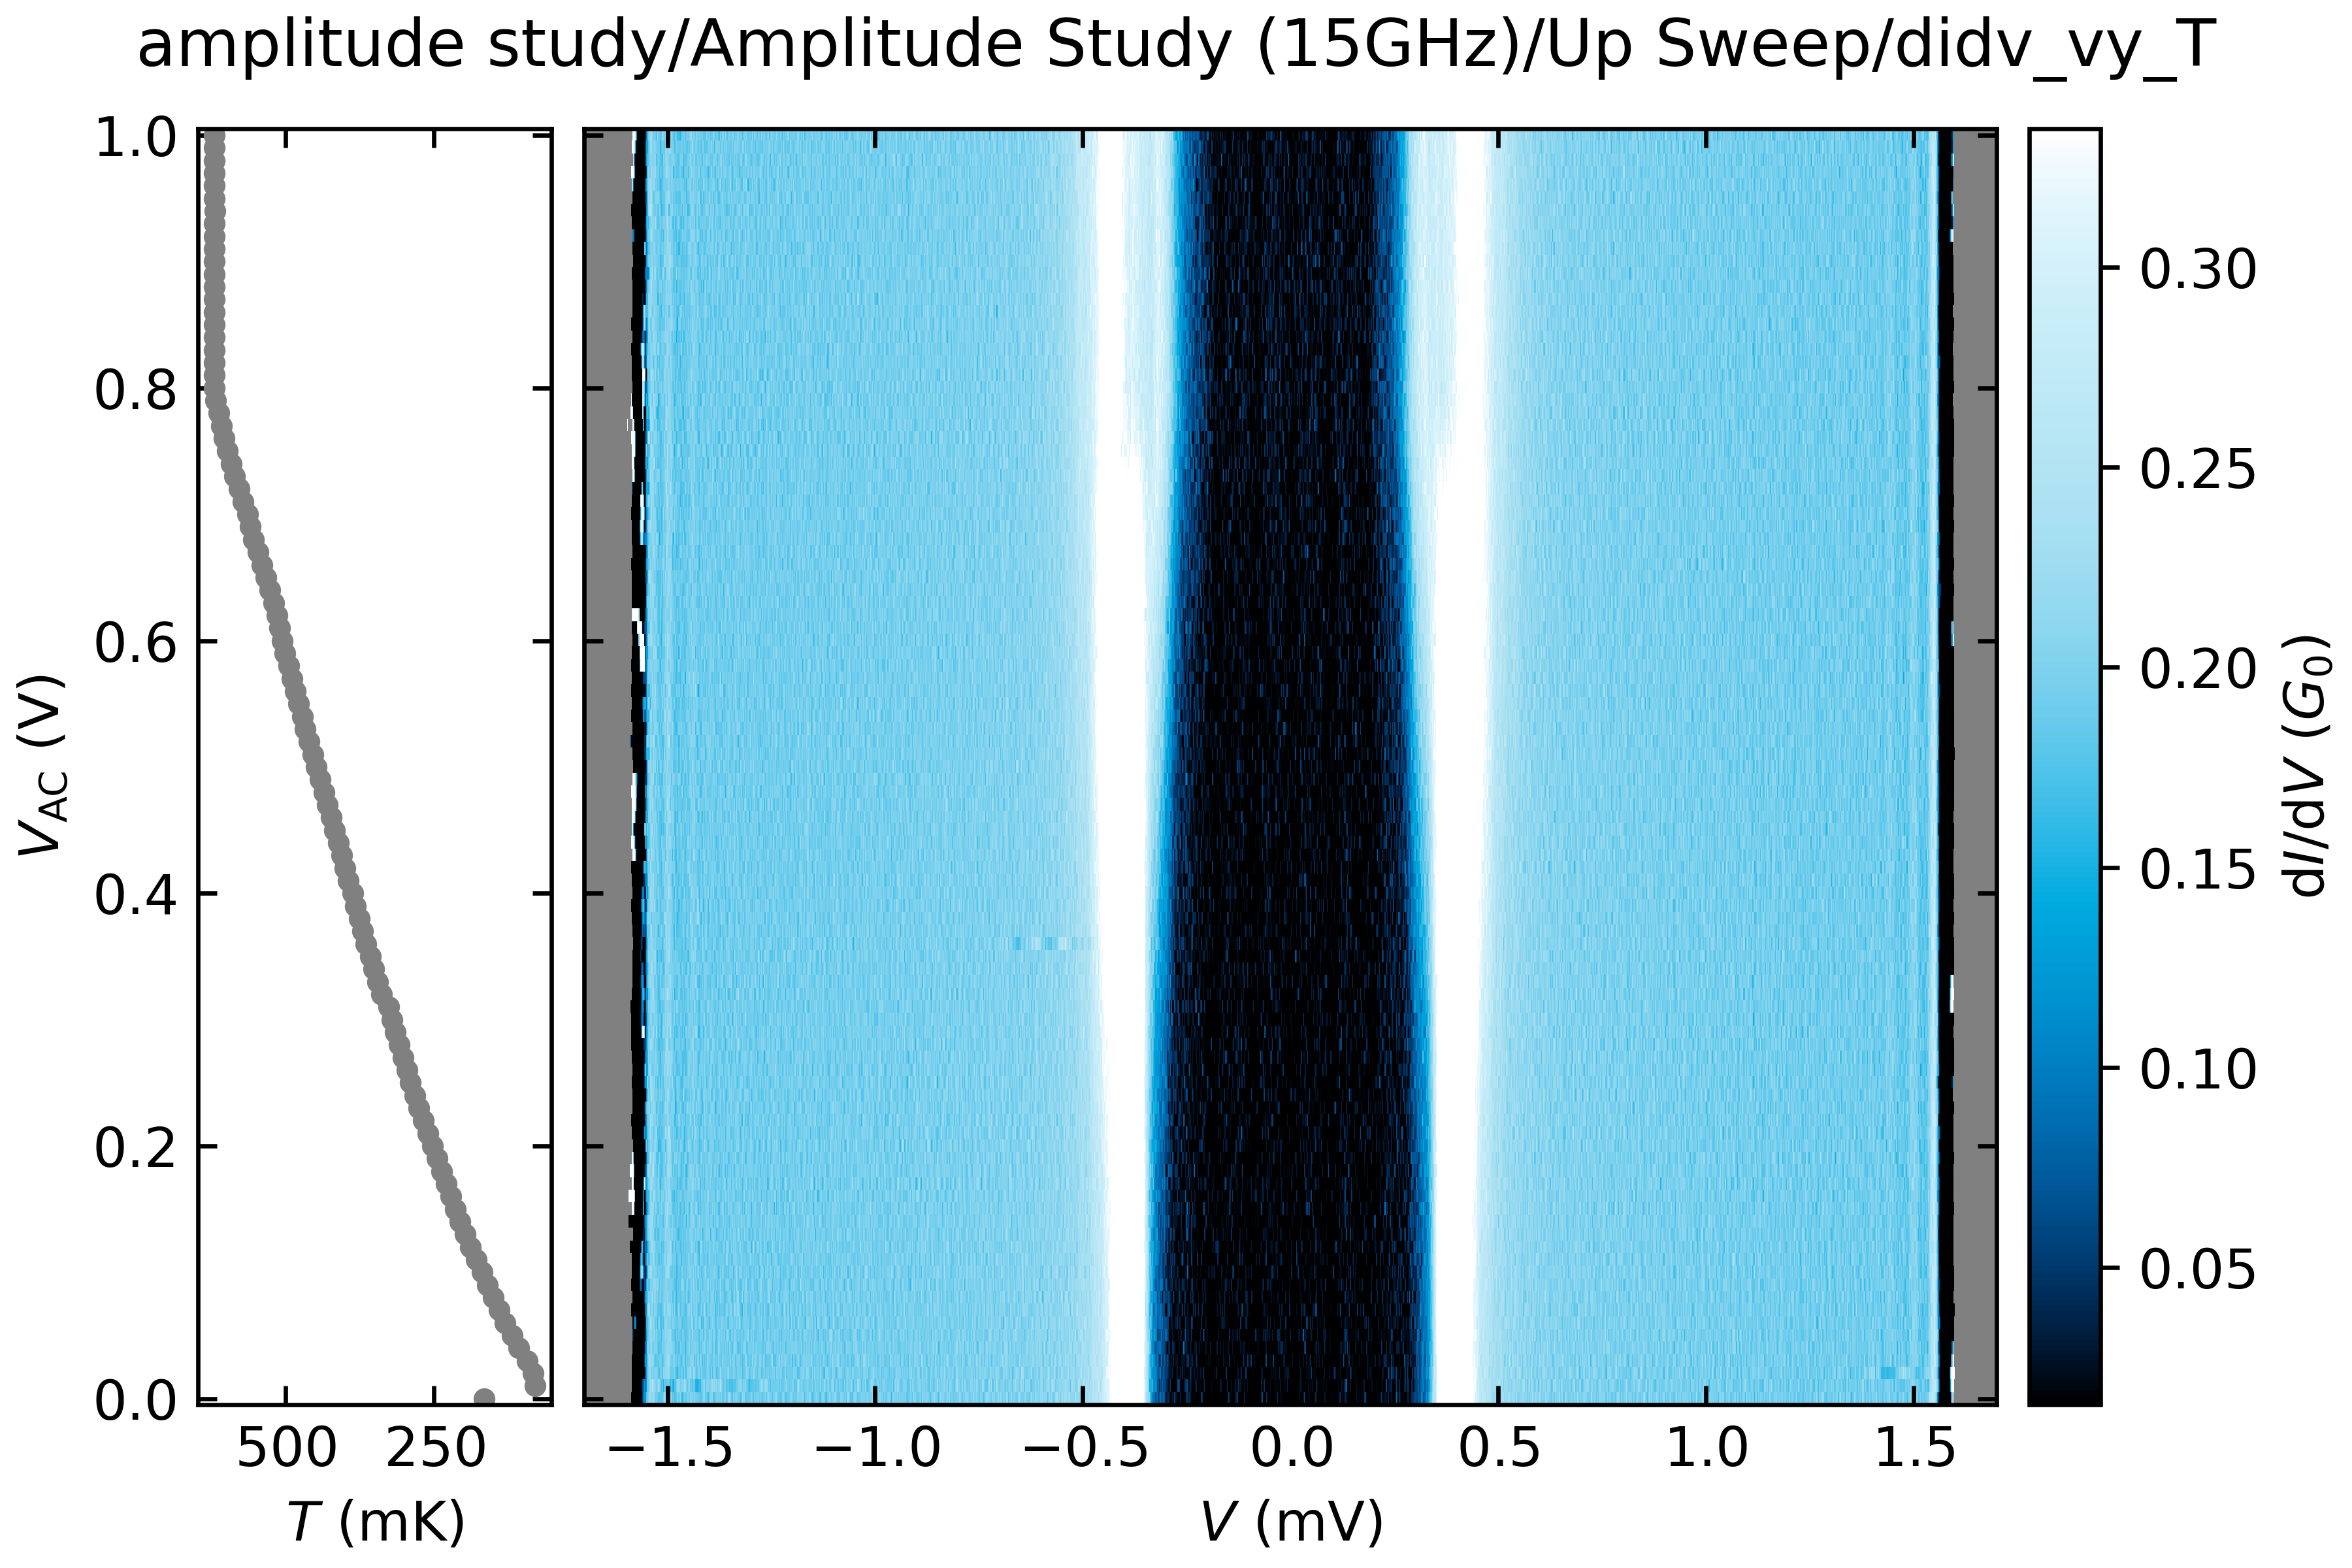 amplitude study/Amplitude Study (15GHz)/Up Sweep/didv_vy_T
1.0
0.8
0.6
0.4
0.2
0.0
V_AC (V)
500 250
T (mK)
−1.5 −1.0 −0.5 0.0 0.5 1.0 1.5
V (mV)
0.30
0.25
0.20
0.15
0.10
0.05
dI/dV (G₀)